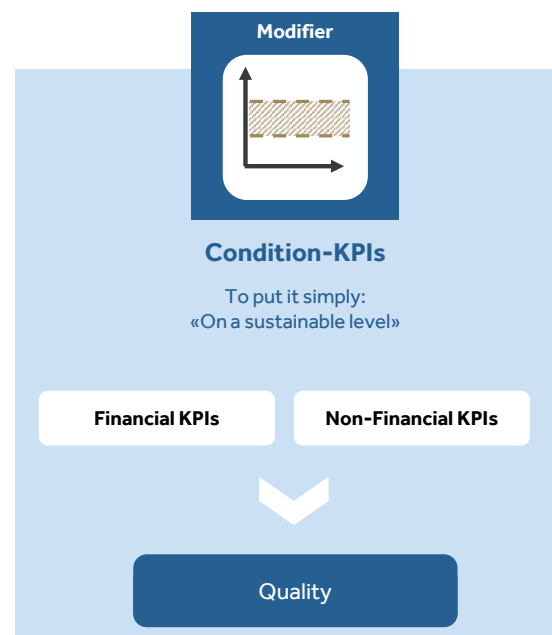 Modifier
Condition-KPIs
To put it simply:
«On a sustainable level»
Financial KPIs
Non-Financial KPIs
Quality